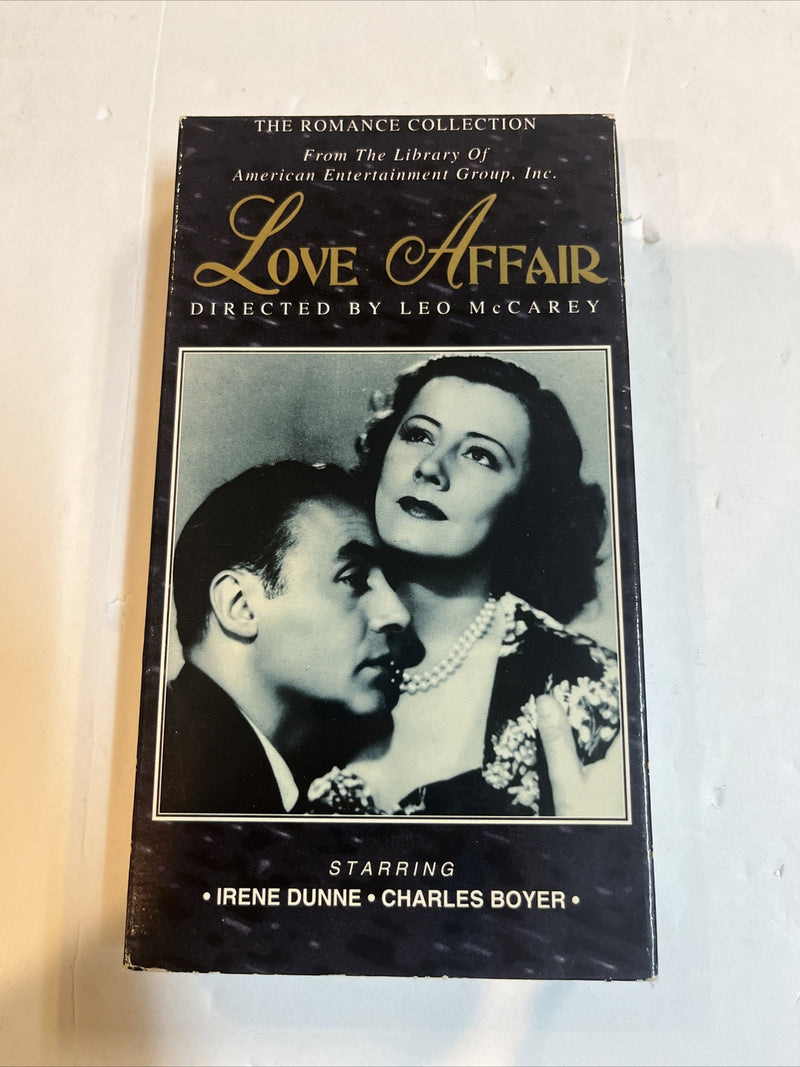 THE ROMANCE COLLECTION
From The Library Of
American Entertainment Group, Inc.
LOVE AFFAIR
DIRECTED BY LEO McCAREY
STARRING
• IRENE DUNNE • CHARLES BOYER •